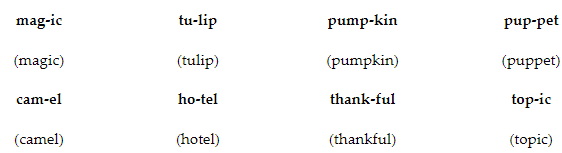 mag-ic tu-lip pump-kin pup-pet
(magic) (tulip) (pumpkin) (puppet)
cam-el ho-tel thank-ful top-ic
(camel) (hotel) (thankful) (topic)